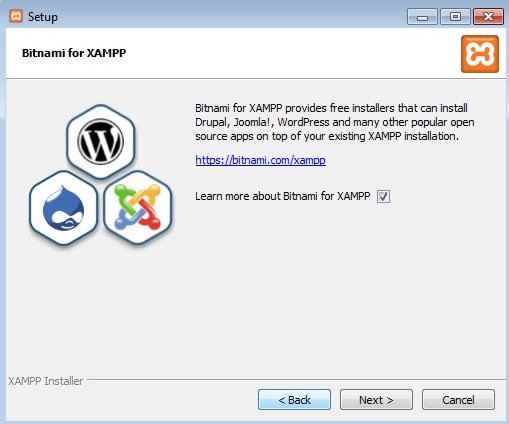 Setup
Bitnami for XAMPP
Bitnami for XAMPP provides free installers that can install
Drupal, Joomla!, WordPress and many other popular open
source apps on top of your existing XAMPP installation.
https://bitnami.com/xampp
Learn more about Bitnami for XAMPP
XAMPP Installer
< Back
Next >
Cancel